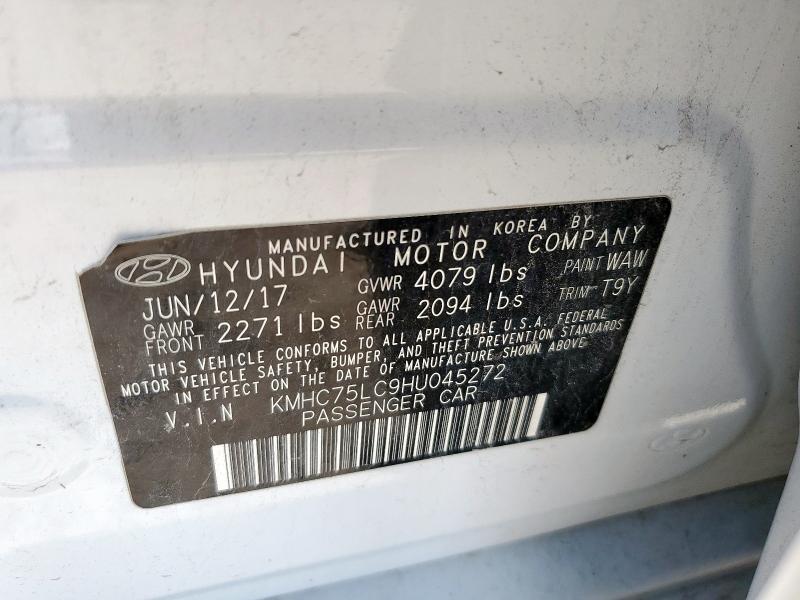 MANUFACTURED IN KOREA BY
HYUNDAI MOTOR COMPANY
JUN/12/17 GVWR 4079 lbs PAINT WAW
GAWR FRONT 2271 lbs GAWR REAR 2094 lbs TRIM T9Y
THIS VEHICLE CONFORMS TO ALL APPLICABLE U.S.A. FEDERAL
MOTOR VEHICLE SAFETY, BUMPER, AND THEFT PREVENTION STANDARDS
IN EFFECT ON THE DATE OF MANUFACTURE SHOWN ABOVE
V.I.N KMHC75LC9HU045272
PASSENGER CAR